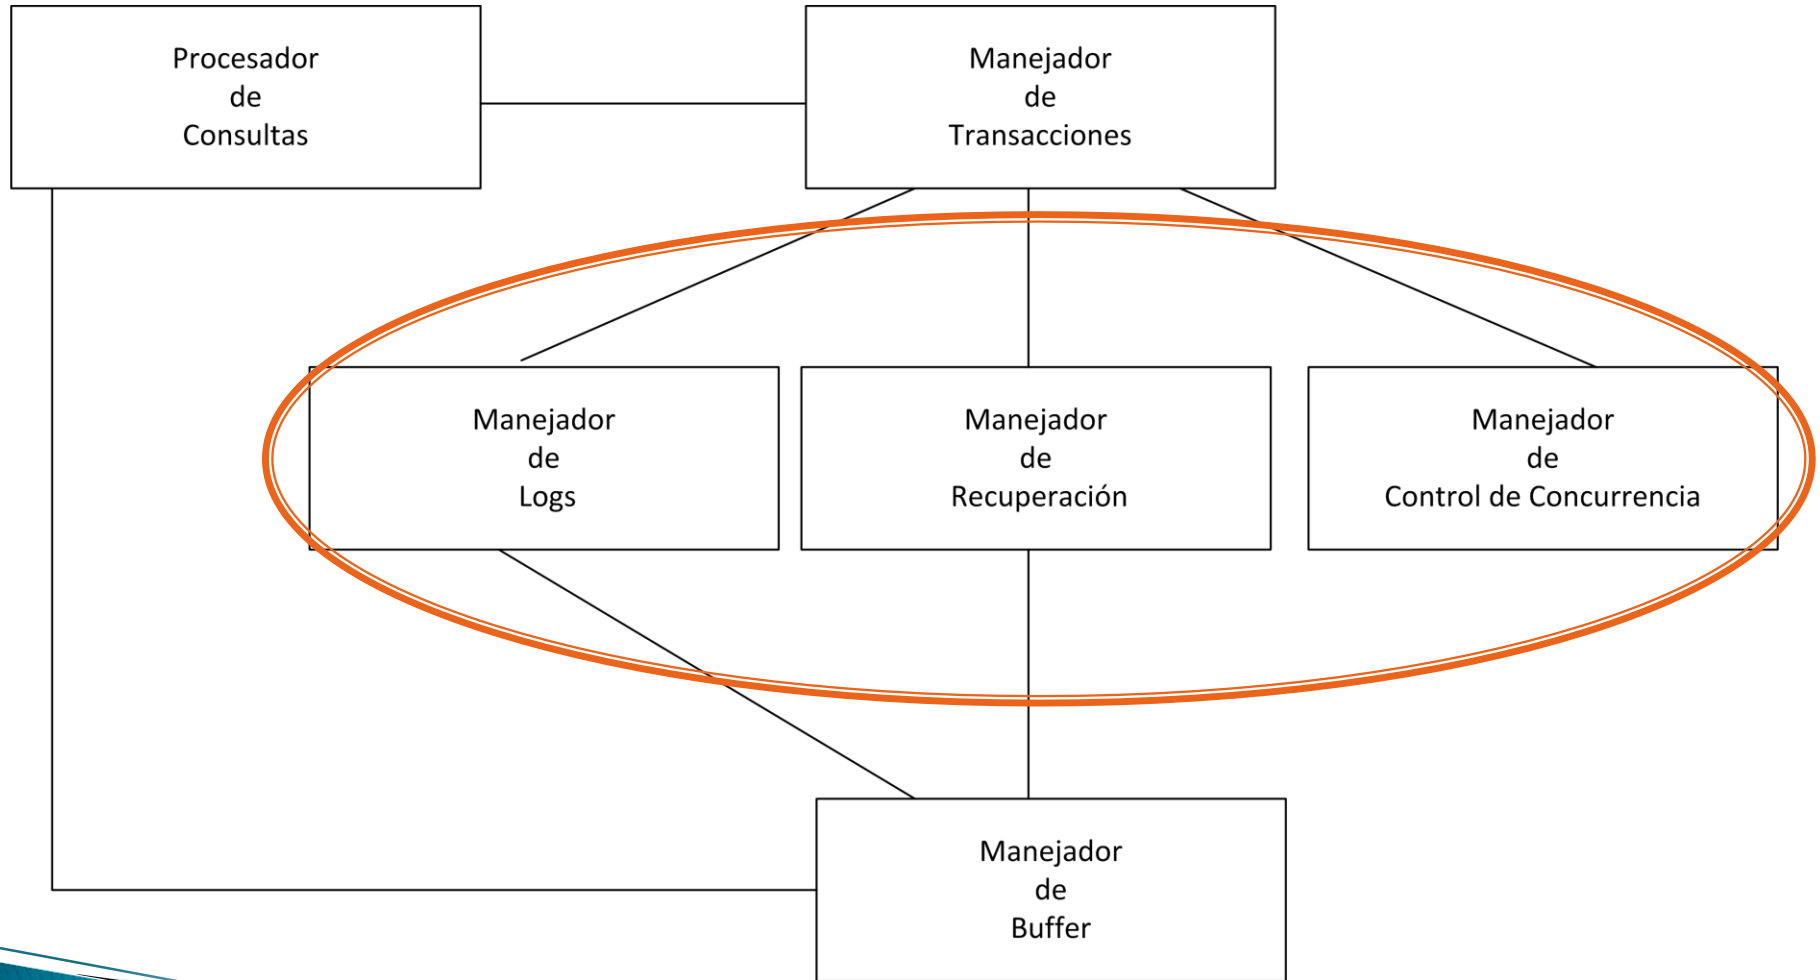 Procesador
de
Consultas
Manejador
de
Transacciones
Manejador
de
Logs
Manejador
de
Recuperación
Manejador
de
Control de Concurrencia
Manejador
de
Buffer